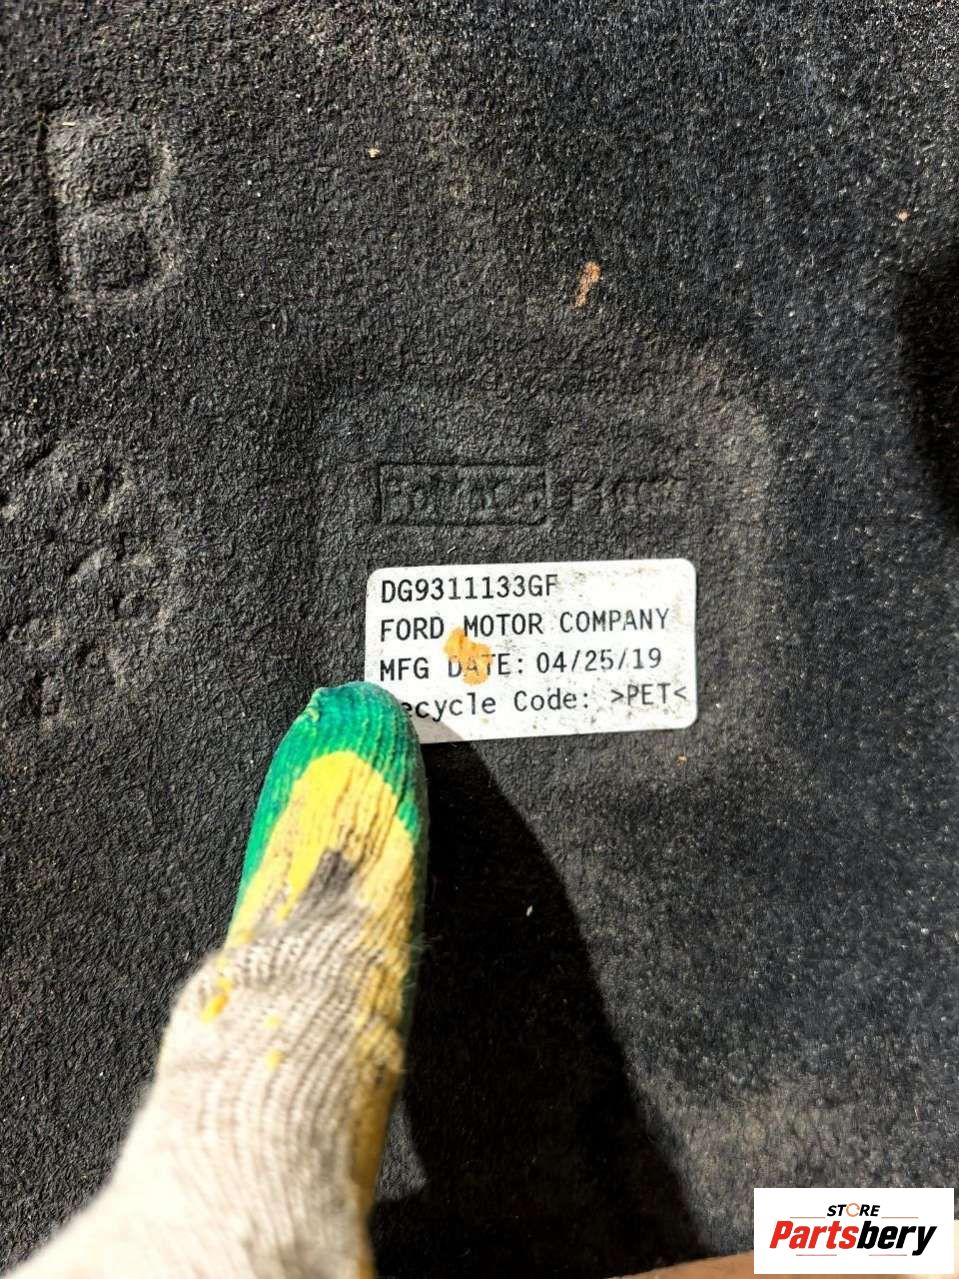 DG9311133GF
FORD MOTOR COMPANY
MFG DATE: 04/25/19
ecycle Code: >PET<
STORE
Partsbery